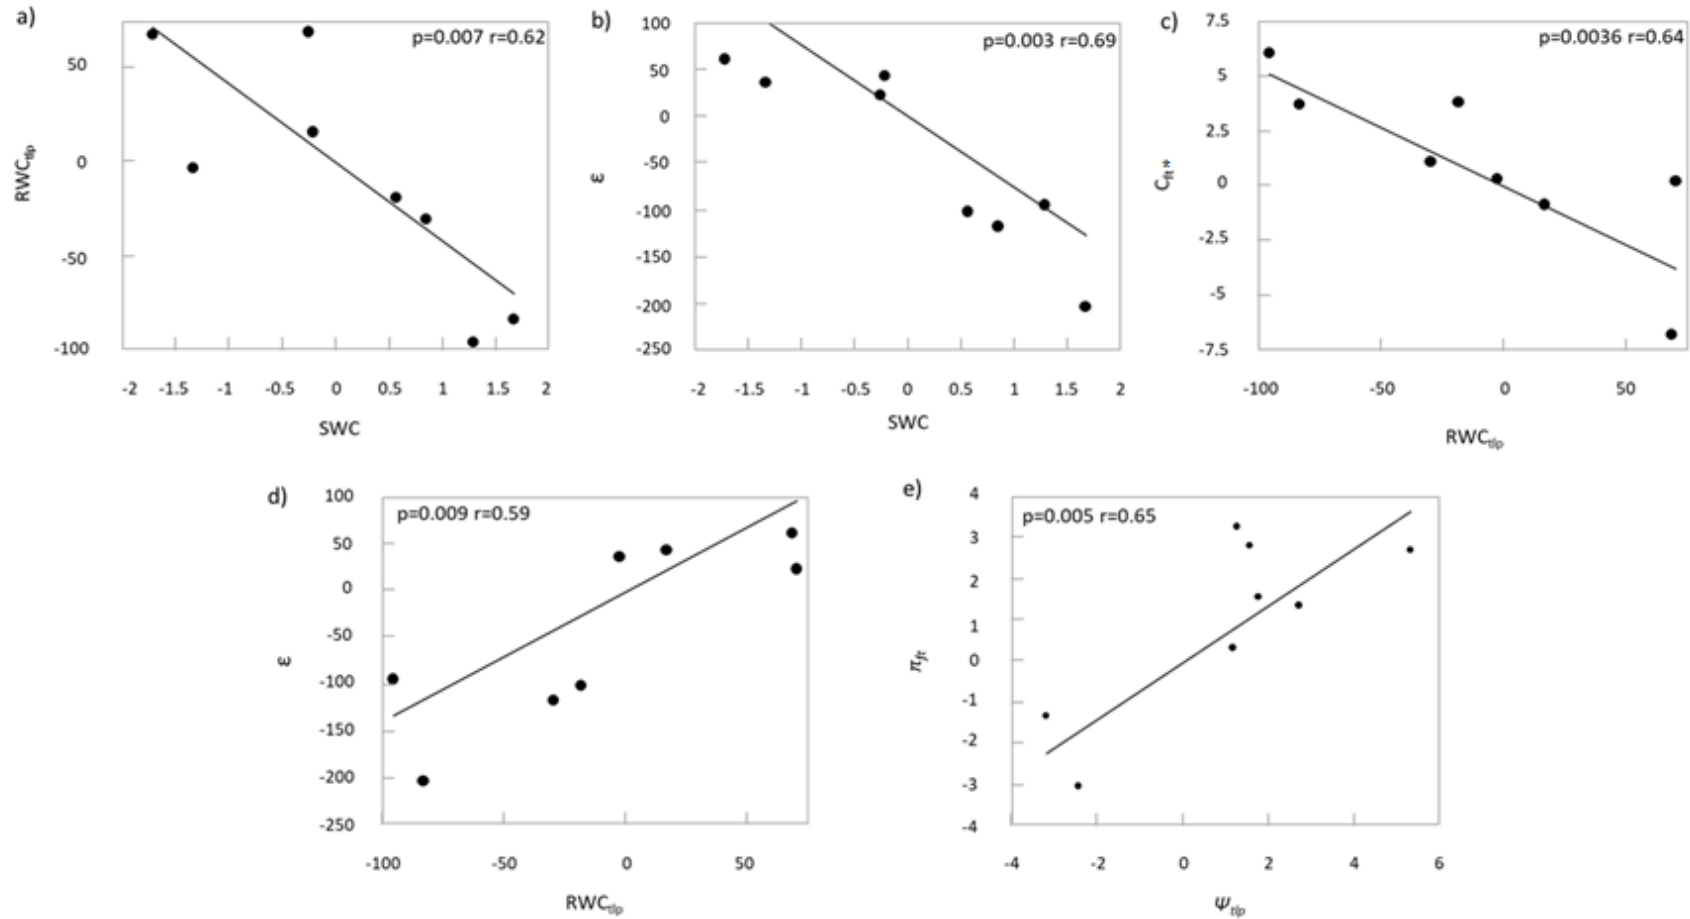 a)
p=0.007 r=0.62
RWCtlp
50
0
-50
-100
-2 -1.5 -1 -0.5 0 0.5 1 1.5 2
SWC
b)
p=0.003 r=0.69
ε
100
50
0
-50
-100
-150
-200
-250
-2 -1.5 -1 -0.5 0 0.5 1 1.5 2
SWC
c)
p=0.0036 r=0.64
Cft*
7.5
5
2.5
0
-2.5
-5
-7.5
-100 -50 0 50
RWCtlp
d)
p=0.009 r=0.59
ε
100
50
0
-50
-100
-150
-200
-250
-100 -50 0 50
RWCtlp
e)
p=0.005 r=0.65
πft
4
3
2
1
0
-1
-2
-3
-4
-4 -2 0 2 4 6
Ψtlp